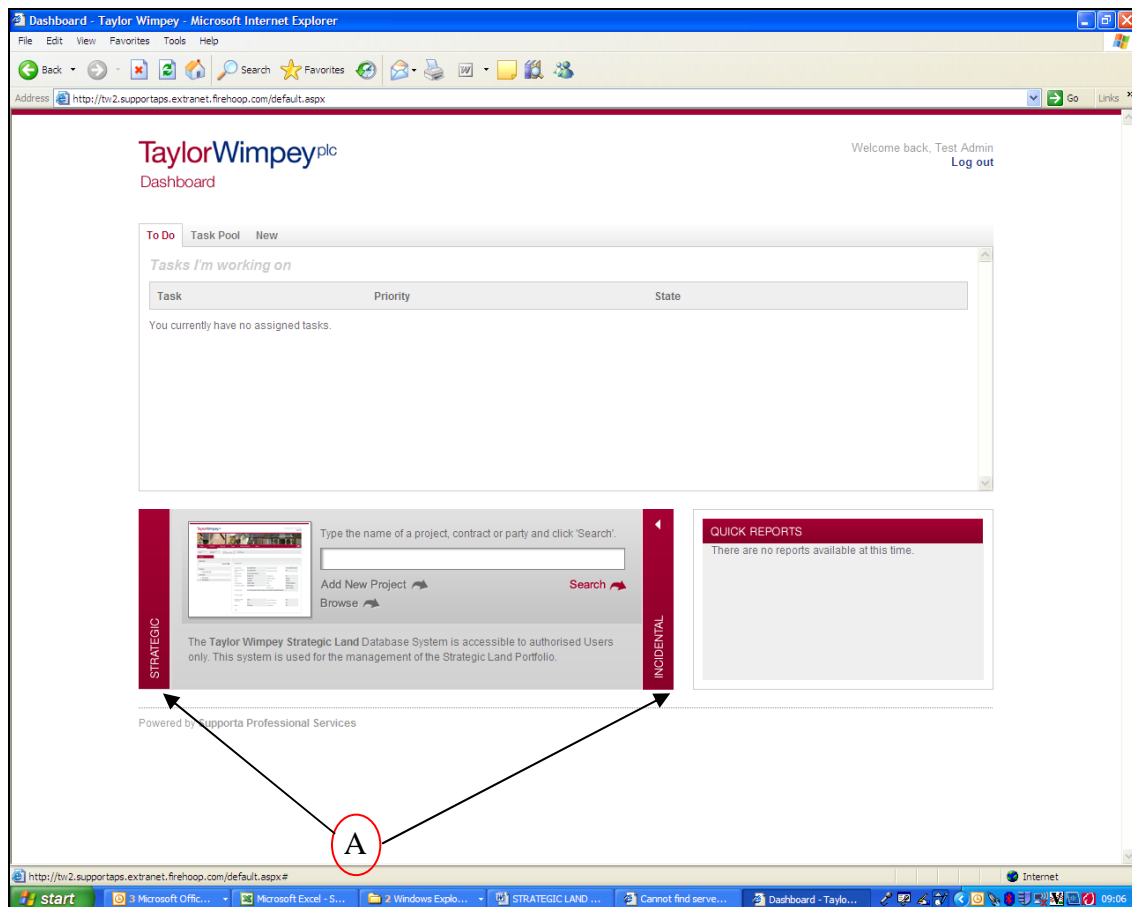 Dashboard - Taylor Wimpey - Microsoft Internet Explorer
File Edit View Favorites Tools Help
Back Search Favorites
Address http://tw2.supportaps.extranet.firehoop.com/default.aspx Go Links »
TaylorWimpey plc
Dashboard
Welcome back, Test Admin
Log out
To Do Task Pool New
Tasks I'm working on
Task Priority State
You currently have no assigned tasks.
STRATEGIC
Type the name of a project, contract or party and click 'Search'.
Add New Project
Search
Browse
The Taylor Wimpey Strategic Land Database System is accessible to authorised Users
only. This system is used for the management of the Strategic Land Portfolio.
INCIDENTAL
QUICK REPORTS
There are no reports available at this time.
Powered by Supporta Professional Services
A
http://tw2.supportaps.extranet.firehoop.com/default.aspx# Internet
start 3 Microsoft Offic... Microsoft Excel - S... 2 Windows Explo... STRATEGIC LAND ... Cannot find serve... Dashboard - Taylo... 09:06